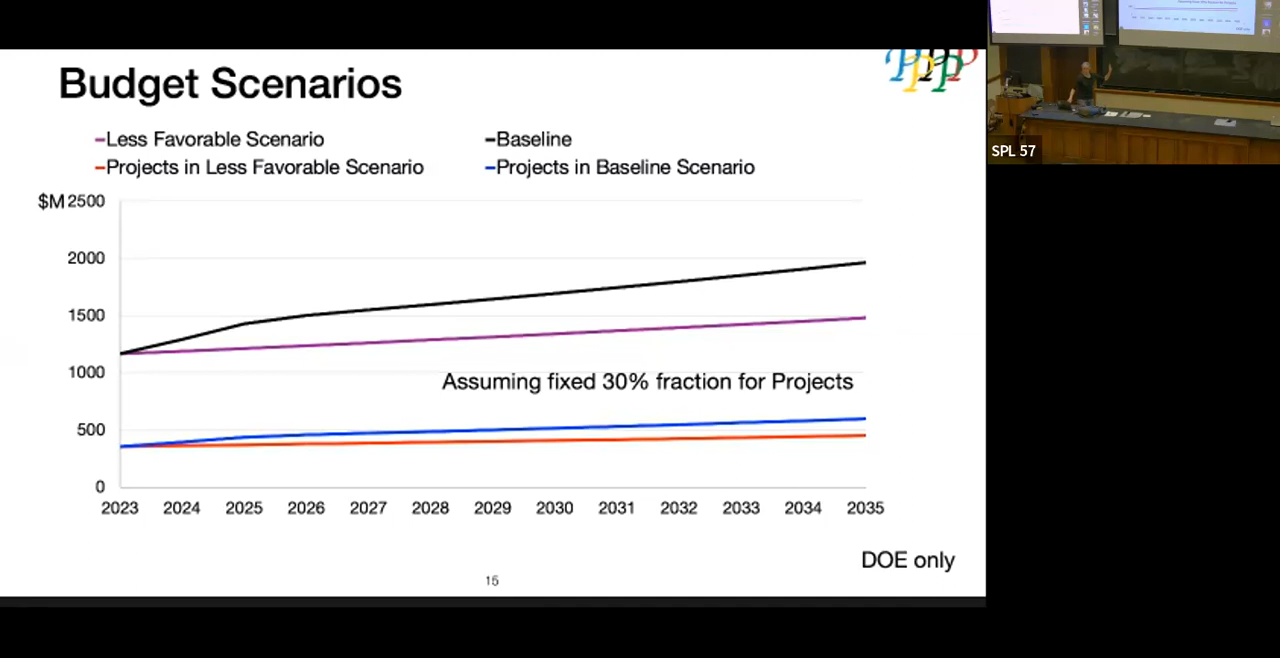 Budget Scenarios
P P P P P
Less Favorable Scenario
Baseline
Projects in Less Favorable Scenario
Projects in Baseline Scenario
$M 2500
2000
1500
1000
500
0
Assuming fixed 30% fraction for Projects
2023 2024 2025 2026 2027 2028 2029 2030 2031 2032 2033 2034 2035
DOE only
15
SPL 57